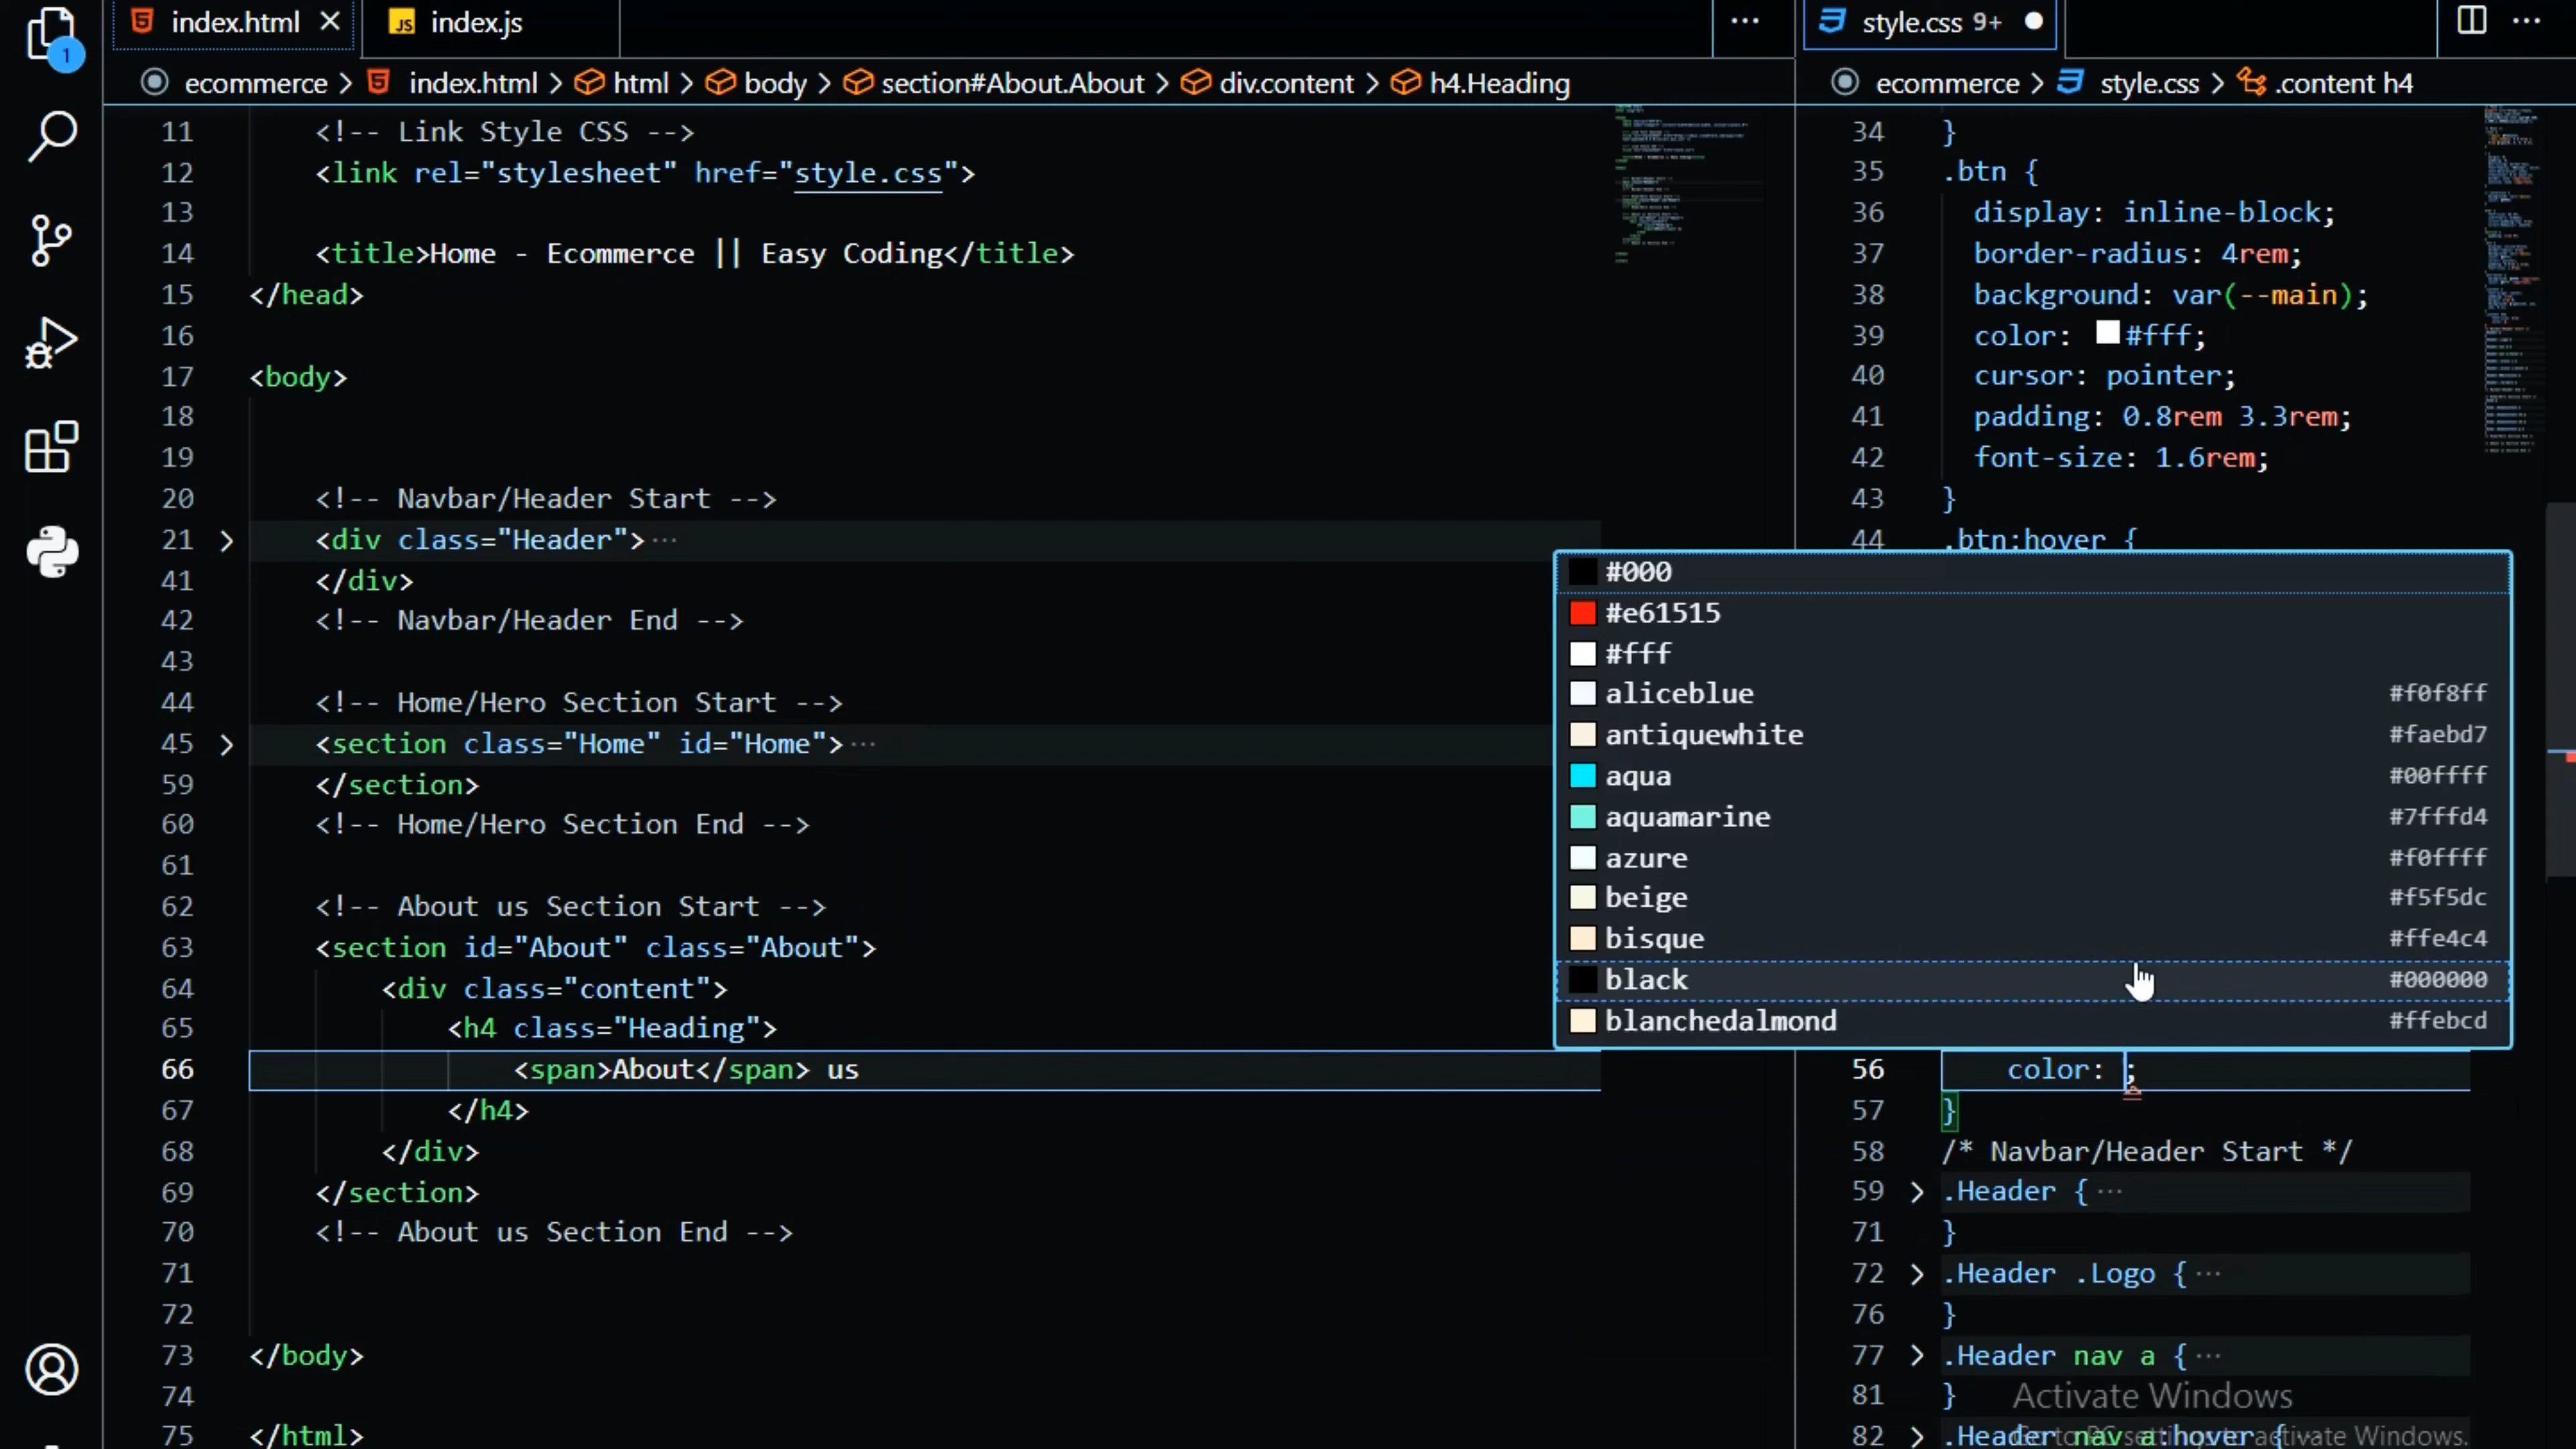 index.html
index.js
style.css 9+
ecommerce > index.html > html > body > section#About.About > div.content > h4.Heading
ecommerce > style.css > .content h4
1
11 <!-- Link Style CSS -->
12 <link rel="stylesheet" href="style.css">
13
14 <title>Home - Ecommerce || Easy Coding</title>
15 </head>
16
17 <body>
18
19
20 <!-- Navbar/Header Start -->
21 <div class="Header">...
41 </div>
42 <!-- Navbar/Header End -->
43
44 <!-- Home/Hero Section Start -->
45 <section class="Home" id="Home">...
59 </section>
60 <!-- Home/Hero Section End -->
61
62 <!-- About us Section Start -->
63 <section id="About" class="About">
64 <div class="content">
65 <h4 class="Heading">
66 <span>About</span> us
67 </h4>
68 </div>
69 </section>
70 <!-- About us Section End -->
71
72
73 </body>
74
75 </html>
34 }
35 .btn {
36 display: inline-block;
37 border-radius: 4rem;
38 background: var(--main);
39 color: #fff;
40 cursor: pointer;
41 padding: 0.8rem 3.3rem;
42 font-size: 1.6rem;
43 }
44 .btn:hover {
#000
#e61515
#fff
aliceblue #f0f8ff
antiquewhite #faebd7
aqua #00ffff
aquamarine #7fffd4
azure #f0ffff
beige #f5f5dc
bisque #ffe4c4
black #000000
blanchedalmond #ffebcd
56 color: ;
57 }
58 /* Navbar/Header Start */
59 .Header {...
71 }
72 .Header .Logo {...
76 }
77 .Header nav a {...
81 }
82 .Header nav a:hover {
Activate Windows
Go to PC settings to activate Windows.